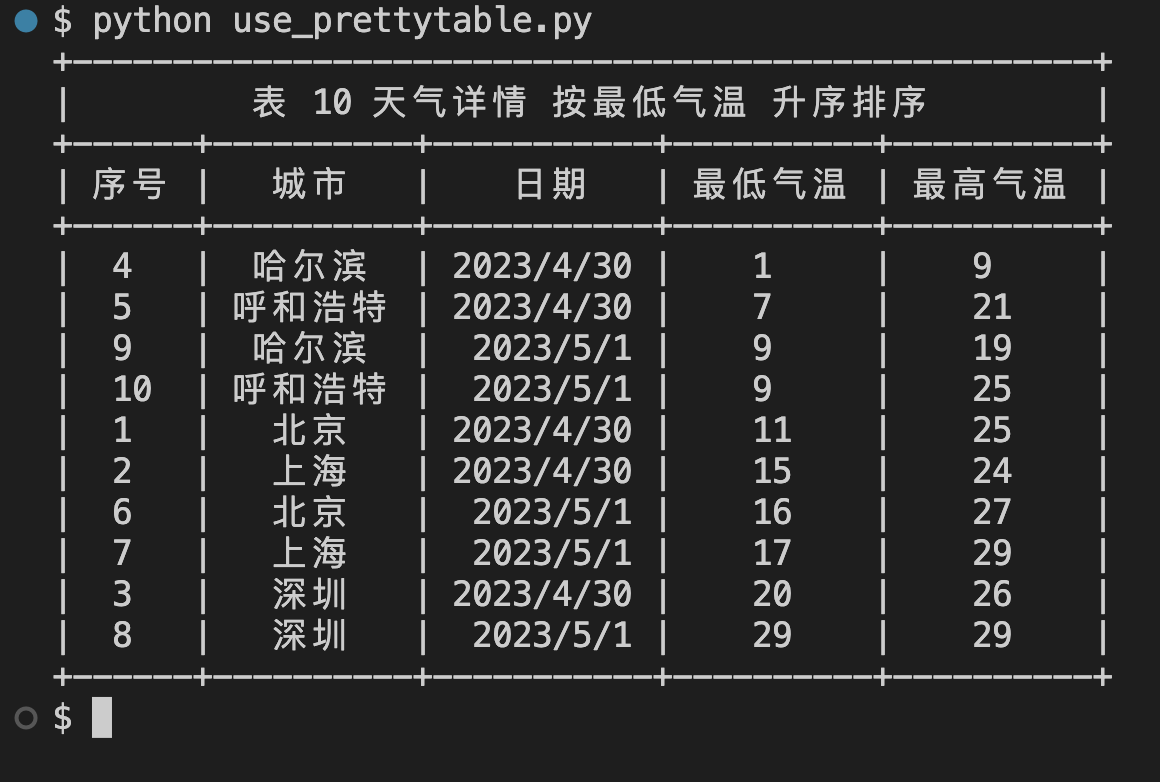 $ python use_prettytable.py
+---------------------------------------------------+
|         表 10 天气详情 按最低气温 升序排序         |
+------+----------+-----------+----------+----------+
| 序号 |   城市   |    日期   | 最低气温 | 最高气温 |
+------+----------+-----------+----------+----------+
|  4   |  哈尔滨  | 2023/4/30 |    1     |    9     |
|  5   | 呼和浩特 | 2023/4/30 |    7     |    21    |
|  9   |  哈尔滨  |  2023/5/1 |    9     |    19    |
|  10  | 呼和浩特 |  2023/5/1 |    9     |    25    |
|  1   |   北京   | 2023/4/30 |    11    |    25    |
|  2   |   上海   | 2023/4/30 |    15    |    24    |
|  6   |   北京   |  2023/5/1 |    16    |    27    |
|  7   |   上海   |  2023/5/1 |    17    |    29    |
|  3   |   深圳   | 2023/4/30 |    20    |    26    |
|  8   |   深圳   |  2023/5/1 |    29    |    29    |
+------+----------+-----------+----------+----------+
$